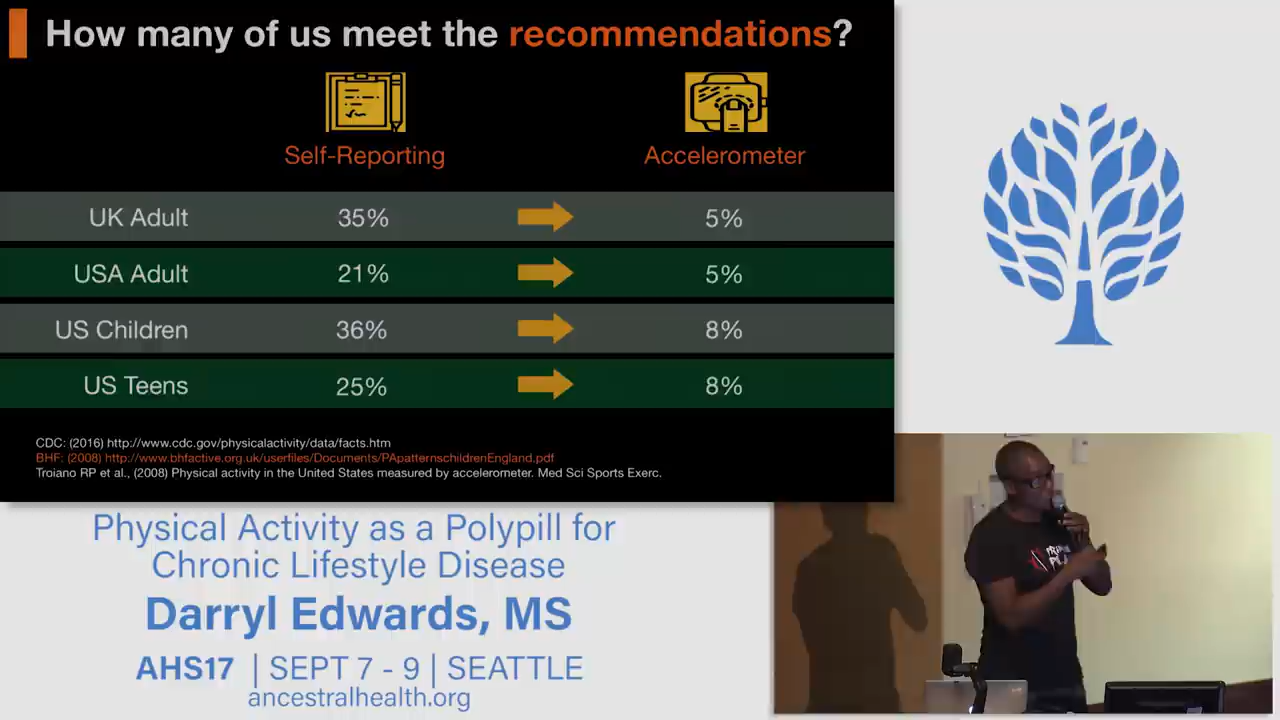 How many of us meet the recommendations?
Self-Reporting Accelerometer
UK Adult 35% 5%
USA Adult 21% 5%
US Children 36% 8%
US Teens 25% 8%
CDC: (2016) http://www.cdc.gov/physicalactivity/data/facts.htm
BHF: (2008) http://www.bhfactive.org.uk/userfiles/Documents/PApatternschildrenEngland.pdf
Troiano RP et al., (2008) Physical activity in the United States measured by accelerometer. Med Sci Sports Exerc.
Physical Activity as a Polypill for
Chronic Lifestyle Disease
Darryl Edwards, MS
AHS17 | SEPT 7 - 9 | SEATTLE
ancestralhealth.org